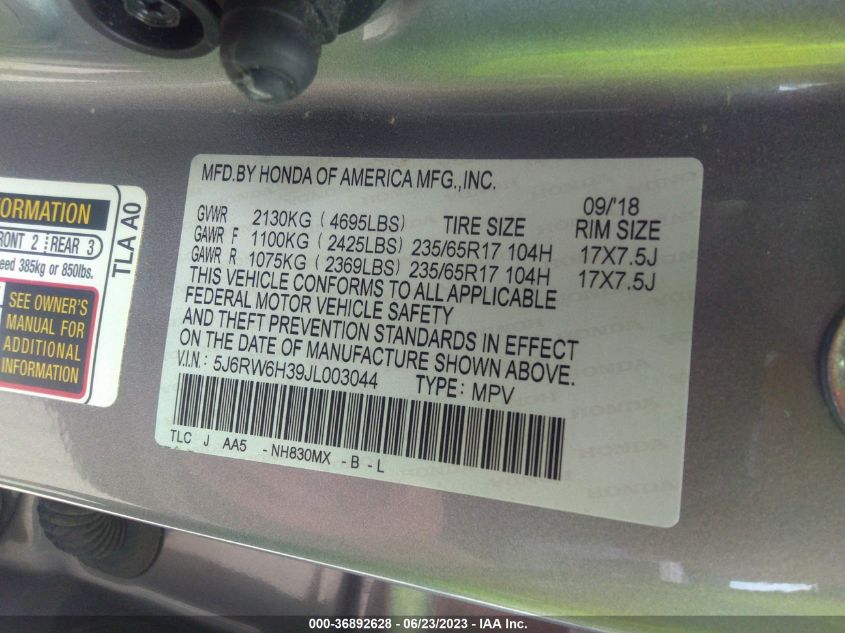 MFD.BY HONDA OF AMERICA MFG.,INC.
09/'18
GVWR 2130KG (4695LBS) TIRE SIZE RIM SIZE
GAWR F 1100KG (2425LBS) 235/65R17 104H 17X7.5J
GAWR R 1075KG (2369LBS) 235/65R17 104H 17X7.5J
THIS VEHICLE CONFORMS TO ALL APPLICABLE
FEDERAL MOTOR VEHICLE SAFETY
AND THEFT PREVENTION STANDARDS IN EFFECT
ON THE DATE OF MANUFACTURE SHOWN ABOVE.
V.I.N.: 5J6RW6H39JL003044 TYPE: MPV
TLC J AA5 -NH830MX -B-L
FRONT 2 REAR 3
385kg or 850lbs.
SEE OWNER'S
MANUAL FOR
ADDITIONAL
INFORMATION
TLA A0
HONDA
000-36892628 - 06/23/2023 - IAA Inc.